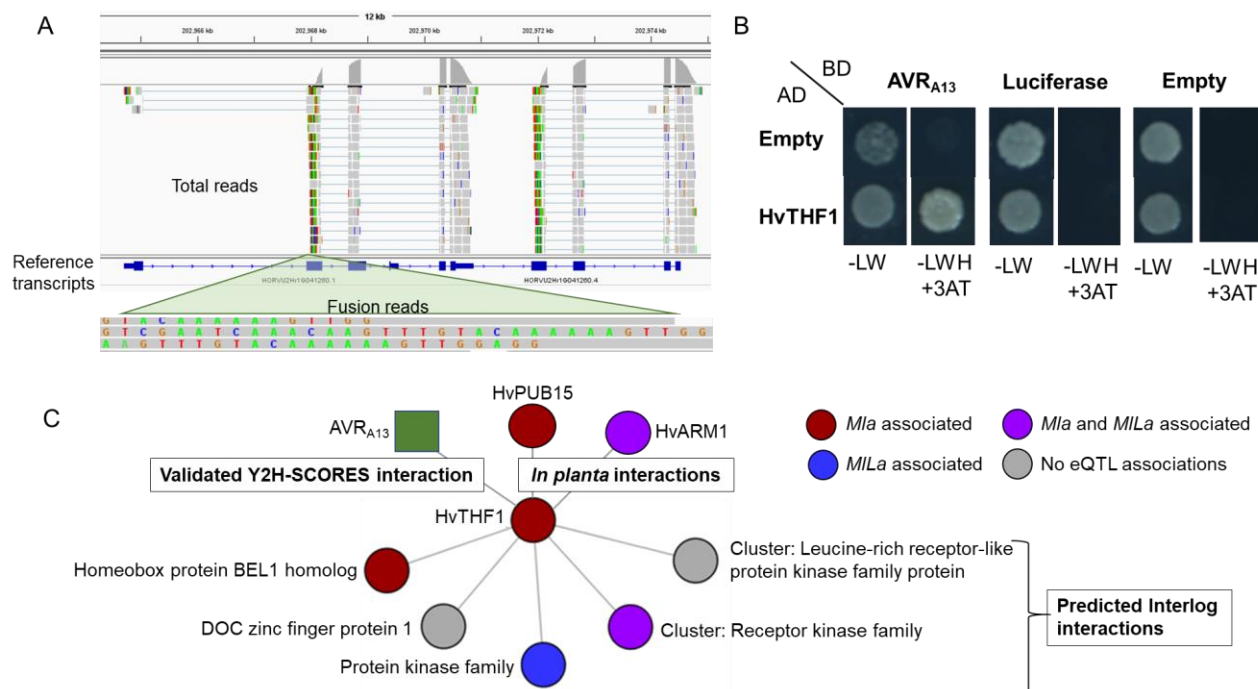 A
12 kb
202,966 kb
202,968 kb
202,970 kb
202,972 kb
202,974 kb
Total reads
Reference
transcripts
HORVU2Hr1G041260.1
HORVU2Hr1G041260.4
Fusion reads
G T A C A A A A A G T T G G
G T C G A A T C A A A C A A G T T T G T A C A A A A A A G T T G G
A A G T T T G T A C A A A A A A G T T G G A G G
B
BD
AD
AVRA13
Luciferase
Empty
Empty
HvTHF1
-LW
-LWH
+3AT
-LW
-LWH
+3AT
-LW
-LWH
+3AT
C
HvPUB15
AVRA13
HvARM1
Validated Y2H-SCORES interaction
In planta interactions
HvTHF1
Homeobox protein BEL1 homolog
DOC zinc finger protein 1
Protein kinase family
Cluster: Receptor kinase family
Cluster: Leucine-rich receptor-like
protein kinase family protein
Predicted Interlog
interactions
Mla associated
Mla and MlLa associated
MlLa associated
No eQTL associations